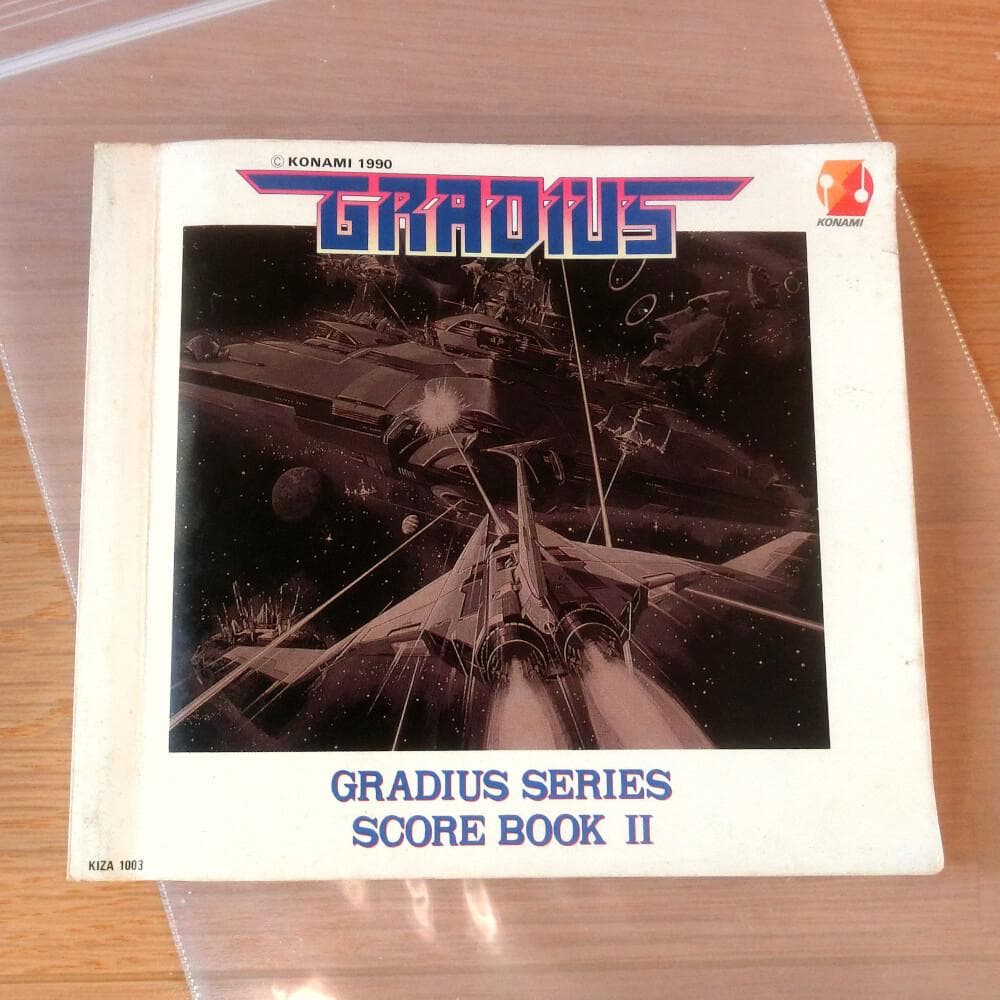 © KONAMI 1990
GRADIUS
KONAMI
GRADIUS SERIES
SCORE BOOK II
KIZA 1003